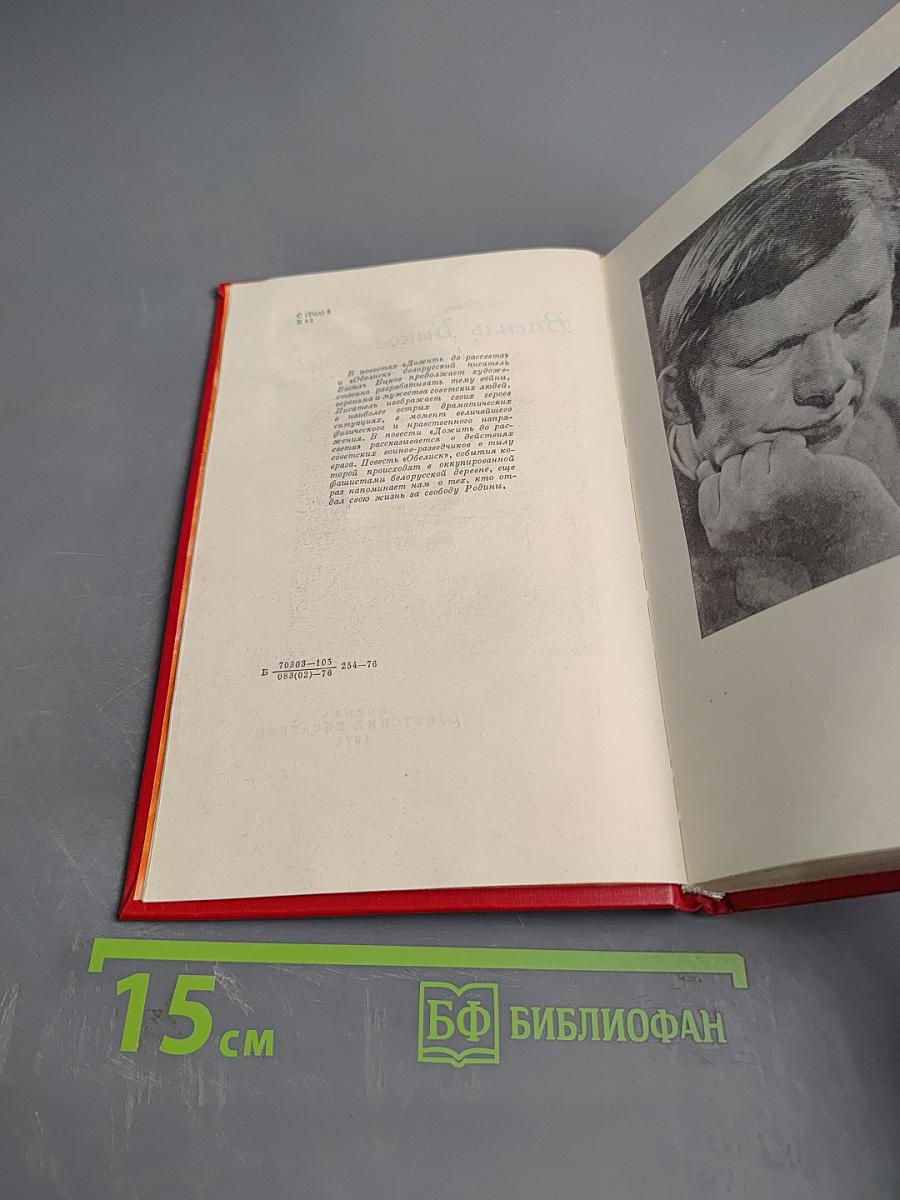 С (Бел) 2
Б 95
Василь Быков
В повестях «Дожить до рассвета»
и «Обелиск» белорусский писатель
Василь Быков продолжает художе-
ственно разрабатывать тему войны,
героизма и мужества советских людей.
Писатель изображает своих героев
в наиболее острых драматических
ситуациях, в момент величайшего
физического и нравственного напря-
жения. В повести «Дожить до рас-
света» рассказывается о действиях
советских воинов-разведчиков в тылу
врага. Повесть «Обелиск», события ко-
торой происходят в оккупированной
фашистами белорусской деревне, еще
раз напоминает нам о тех, кто от-
дал свою жизнь за свободу Родины.
Б 70303—105 254—76
083(02)—76
МОСКВА
СОВЕТСКИЙ ПИСАТЕЛЬ
15 см
БФ БИБЛИОФАН